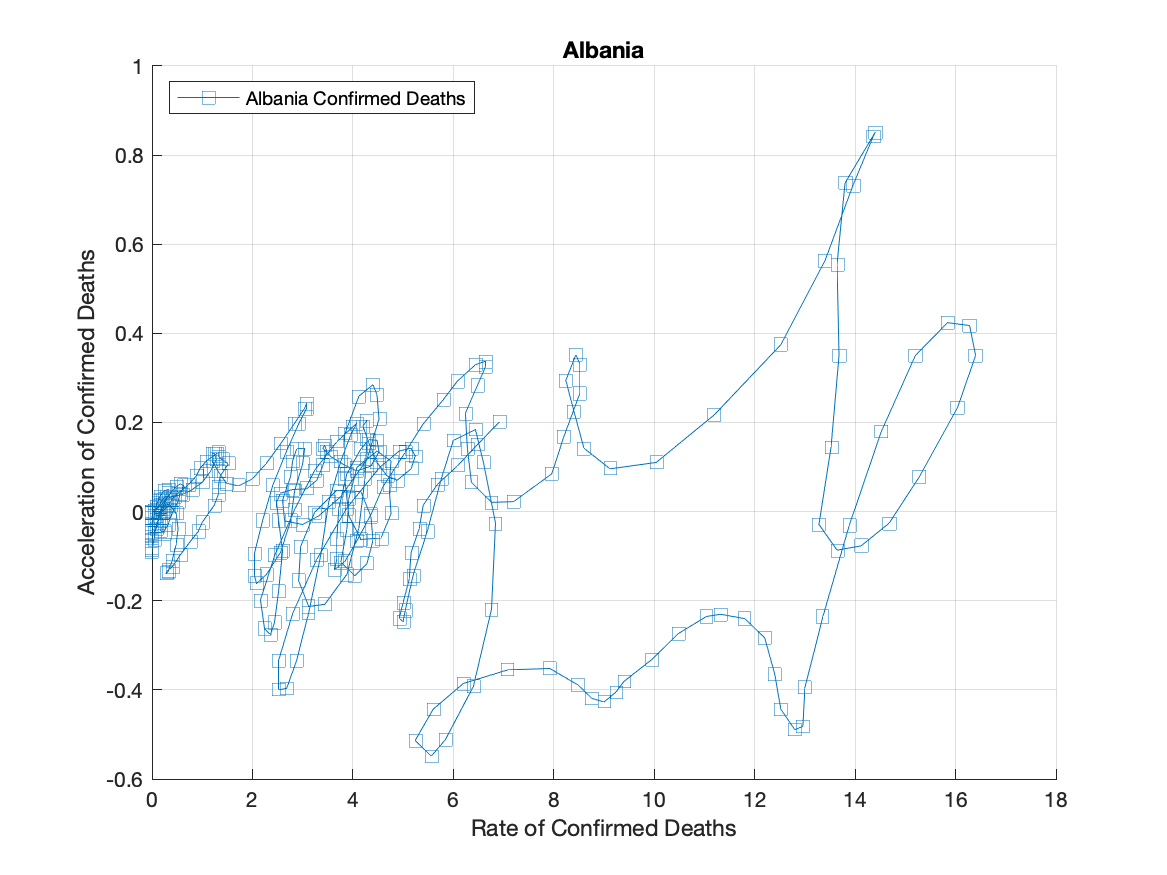 Albania
1
0.8
0.6
0.4
0.2
0
-0.2
-0.4
-0.6
Albania Confirmed Deaths
Acceleration of Confirmed Deaths
0 2 4 6 8 10 12 14 16 18
Rate of Confirmed Deaths